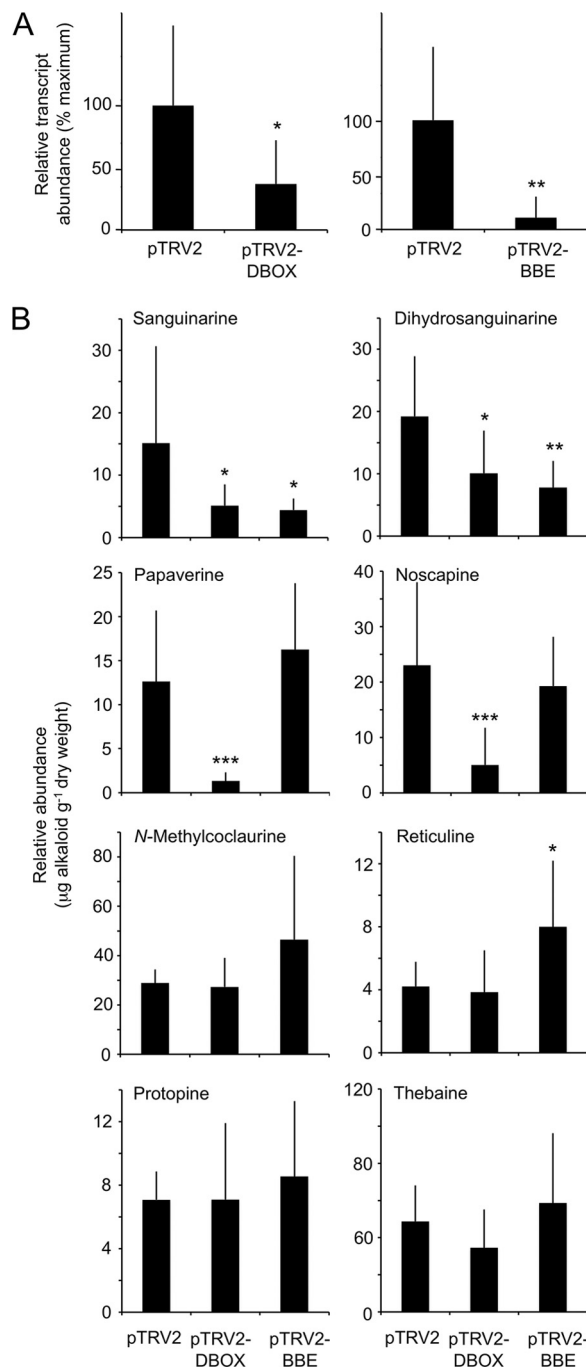 A
Relative transcript
abundance (% maximum)
100
50
0
*
pTRV2
pTRV2-
DBOX
100
50
0
**
pTRV2
pTRV2-
BBE
B
Relative abundance
(µg alkaloid g-1 dry weight)
Sanguinarine
30
20
10
5
0
*
*
Dihydrosanguinarine
30
20
10
0
*
**
Papaverine
25
15
10
5
0
***
Noscapine
40
30
20
10
5
0
***
N-Methylcoclaurine
80
60
40
20
0
Reticuline
12
8
4
0
*
Protopine
12
8
4
0
pTRV2
pTRV2-
DBOX
pTRV2-
BBE
Thebaine
120
80
60
20
0
pTRV2
pTRV2-
DBOX
pTRV2-
BBE